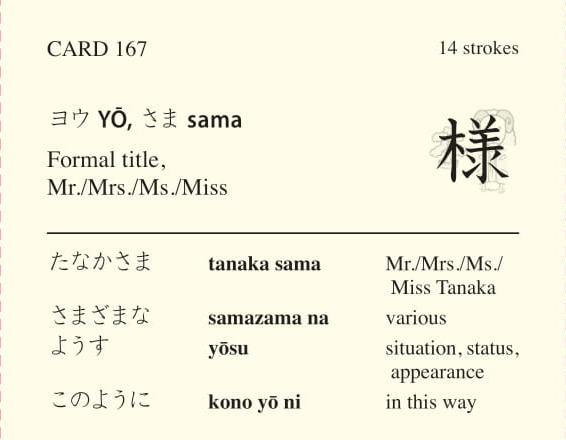 CARD 167 14 strokes
ヨウ YŌ, さま sama
様
Formal title,
Mr./Mrs./Ms./Miss
たなかさま tanaka sama Mr./Mrs./Ms./
Miss Tanaka
さまざまな samazama na various
ようす yōsu situation, status,
appearance
このように kono yō ni in this way